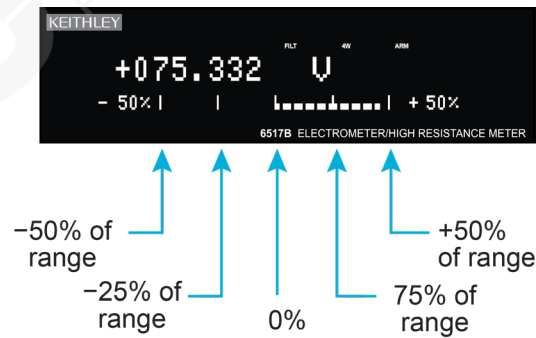 KEITHLEY
FILT 4W ARM
+075.332 V
- 50% + 50%
6517B ELECTROMETER/HIGH RESISTANCE METER
−50% of
range
−25% of
range
0%
75% of
range
+50%
of range